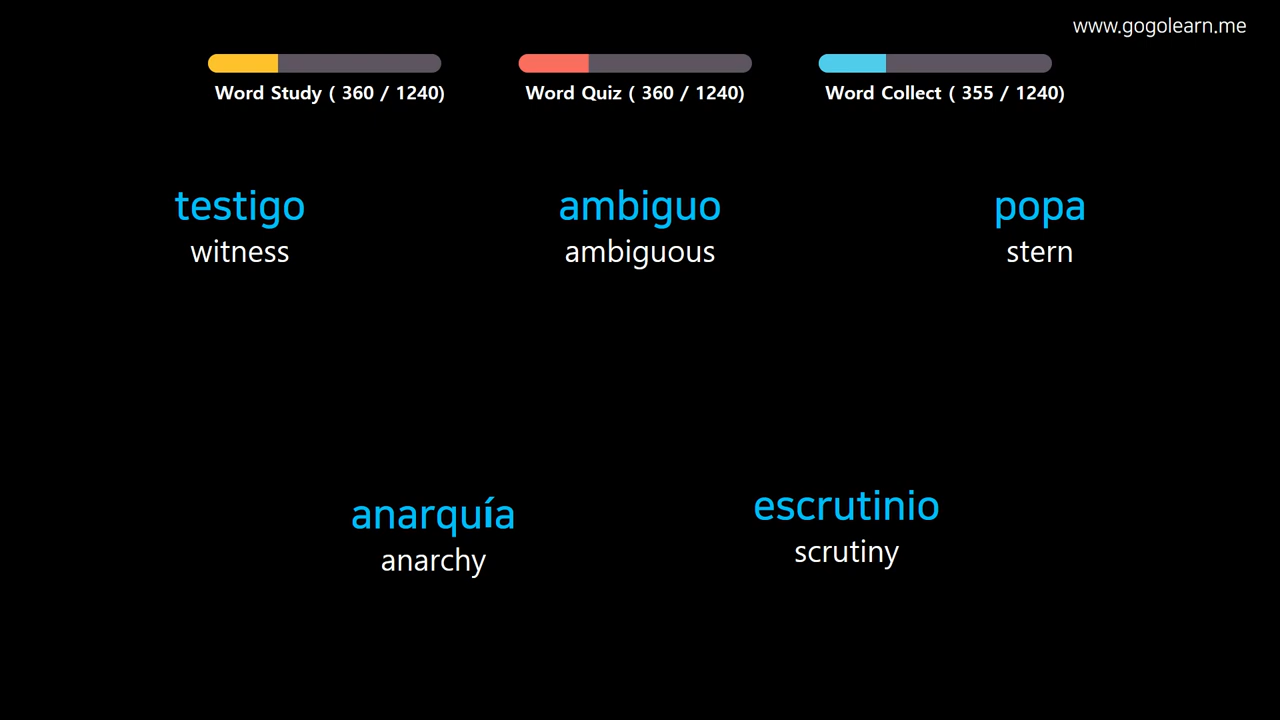 www.gogolearn.me
Word Study ( 360 / 1240)
Word Quiz ( 360 / 1240)
Word Collect ( 355 / 1240)
testigo
witness
ambiguo
ambiguous
popa
stern
anarquía
anarchy
escrutinio
scrutiny